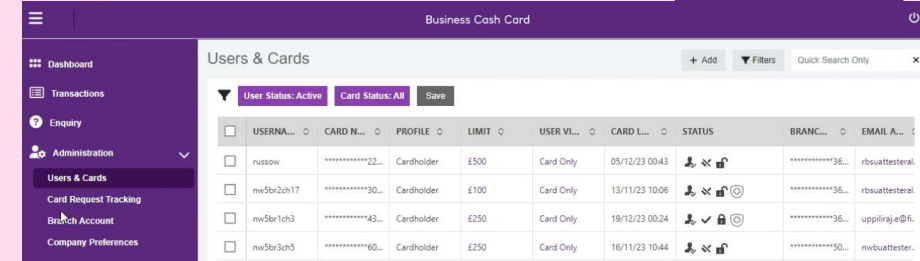 Business Cash Card
Dashboard
Transactions
Enquiry
Administration
Users & Cards
Card Request Tracking
Branch Account
Company Preferences
Users & Cards
+ Add
Filters
Quick Search Only
×
User Status: Active
Card Status: All
Save
USERNA... CARD N... PROFILE LIMIT USER VI... CARD L... STATUS BRANC... EMAIL A...
russow ************22... Cardholder £500 Card Only 05/12/23 00:43 ************36... rbsuattesteral.
nw5br2ch17 ************30... Cardholder £100 Card Only 13/11/23 10:06 ************36... rbsuattesteral.
nw5br1ch3 ************43... Cardholder £250 Card Only 19/12/23 00:24 ************36... uppiliraj.e@fi.
nw5br3ch5 ************60... Cardholder £250 Card Only 16/11/23 10:44 ************50... nwbuattester..